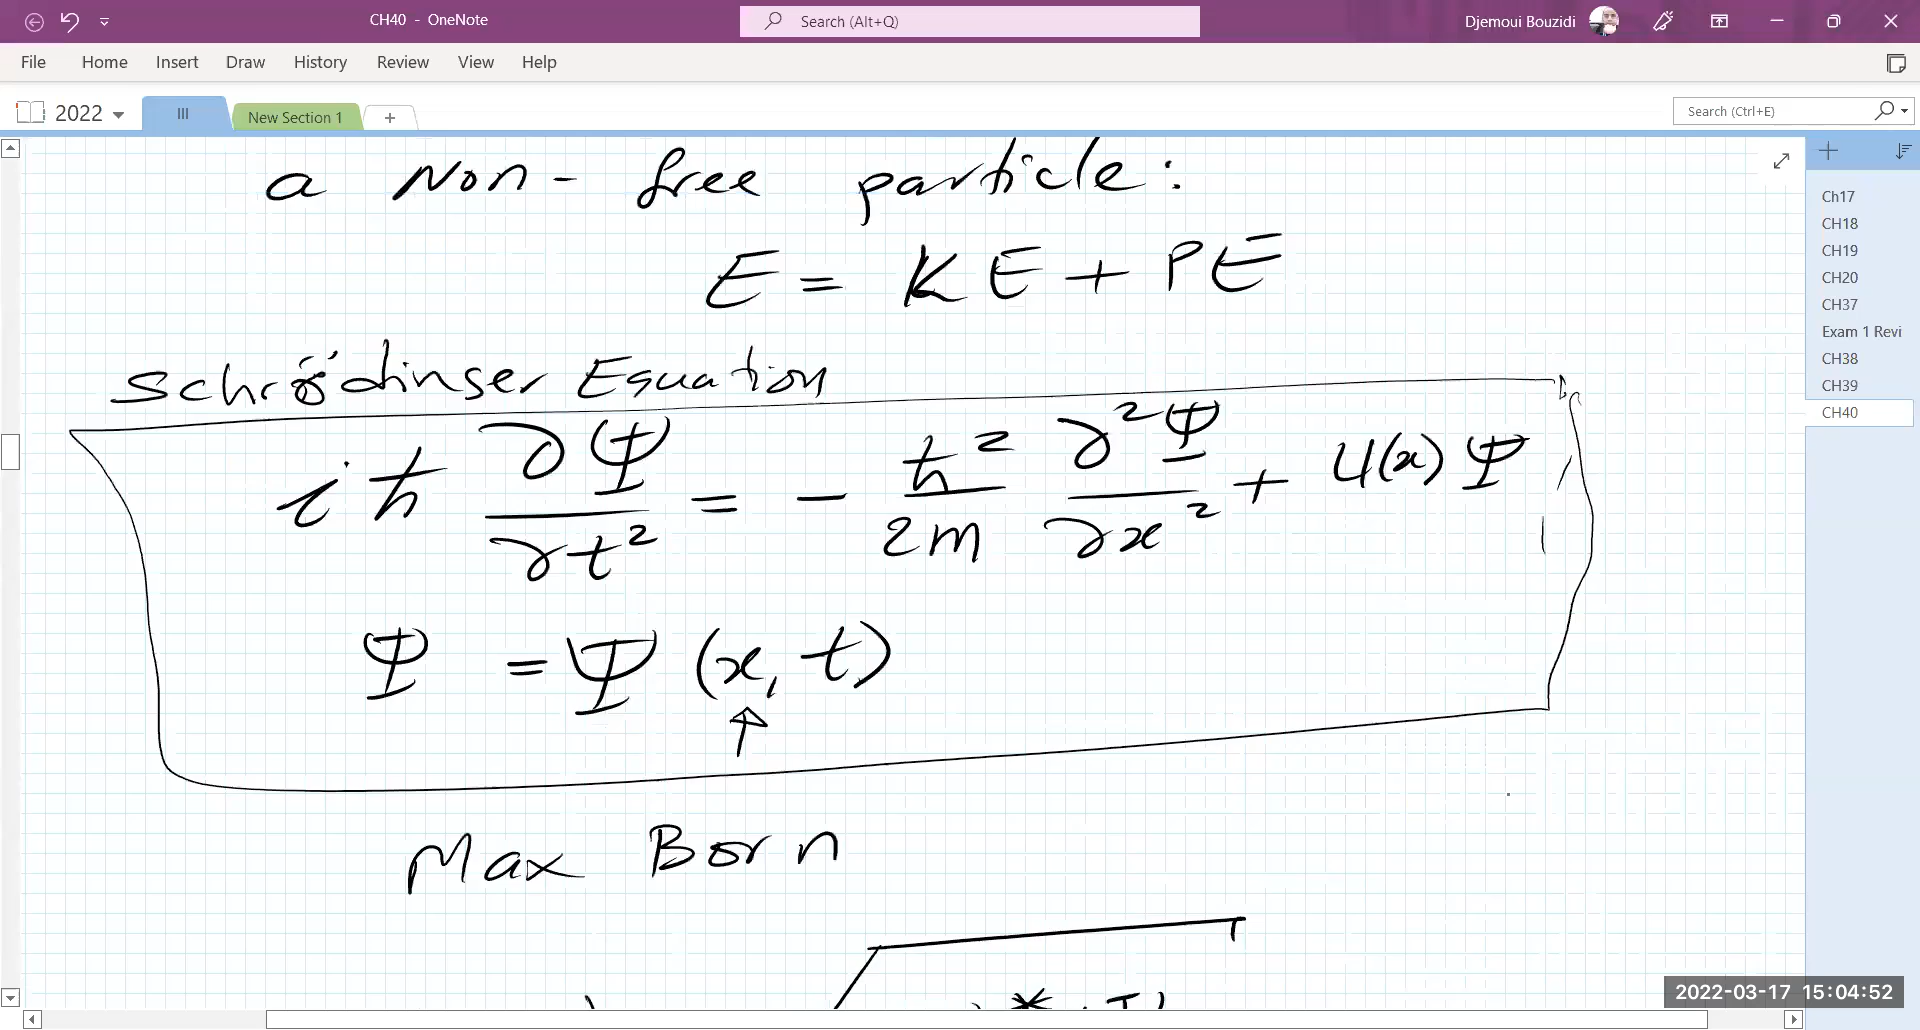 CH40 - OneNote
Search (Alt+Q)
Djemoui Bouzidi
File Home Insert Draw History Review View Help
2022
III
New Section 1
+
Search (Ctrl+E)
Ch17
CH18
CH19
CH20
CH37
Exam 1 Revi
CH38
CH39
CH40
a Non-free particle:
E = KE + PE
Schrödinser Equation
iħ ∂Ψ/∂t² = - ħ²/2m ∂²Ψ/∂x² + U(x) Ψ
Ψ = Ψ (x, t)
↑
Max Born
2022-03-17 15:04:52